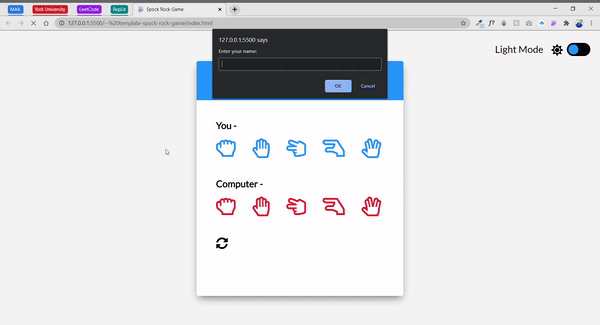 MAIL York University LeetCode Replit Spock Rock Game
127.0.0.1:5500/--%20template-spock-rock-game/index.html
127.0.0.1:5500 says
Enter your name:
OK Cancel
Light Mode
You -
Computer -